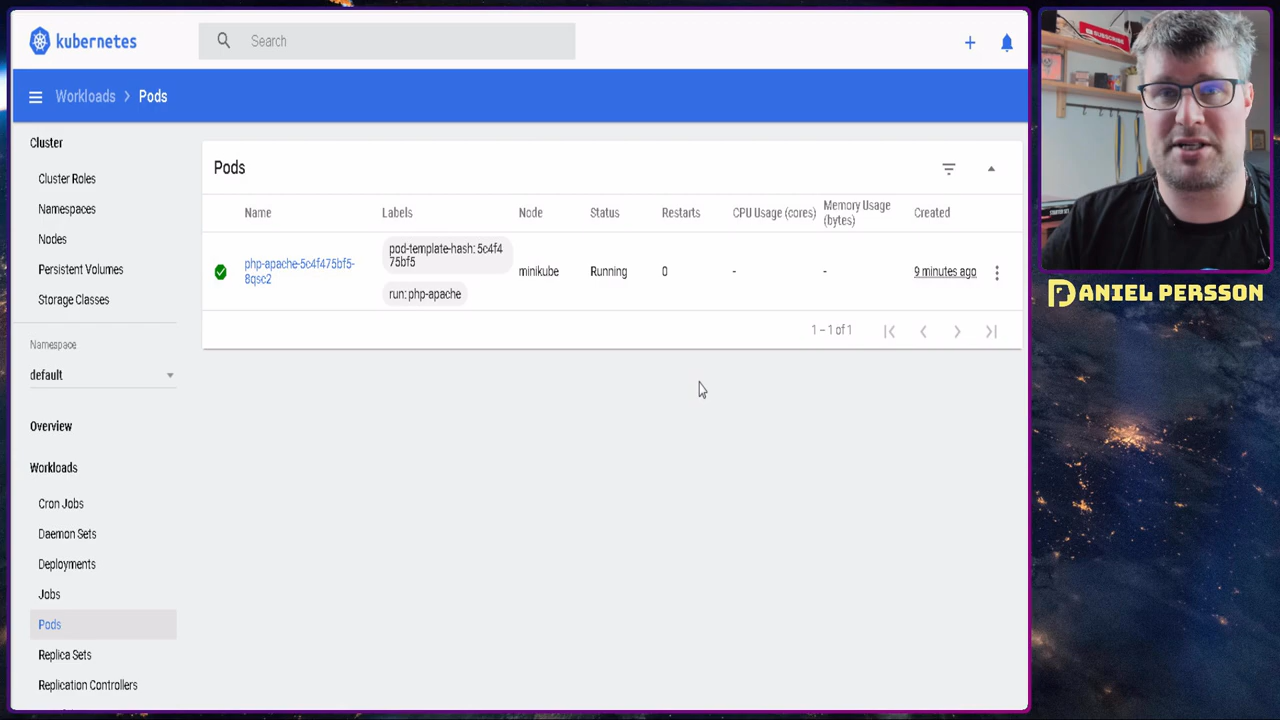 kubernetes
Search
SUBSCRIBE
Workloads > Pods
Cluster
Cluster Roles
Namespaces
Nodes
Persistent Volumes
Storage Classes
Namespace
default
Overview
Workloads
Cron Jobs
Daemon Sets
Deployments
Jobs
Pods
Replica Sets
Replication Controllers
Pods
Name Labels Node Status Restarts CPU Usage (cores) Memory Usage
(bytes) Created
php-apache-5c4f475bf5-
8qsc2
pod-template-hash: 5c4f4
75bf5
run: php-apache
minikube Running 0 - - 9 minutes ago
1 – 1 of 1
DANIEL PERSSON